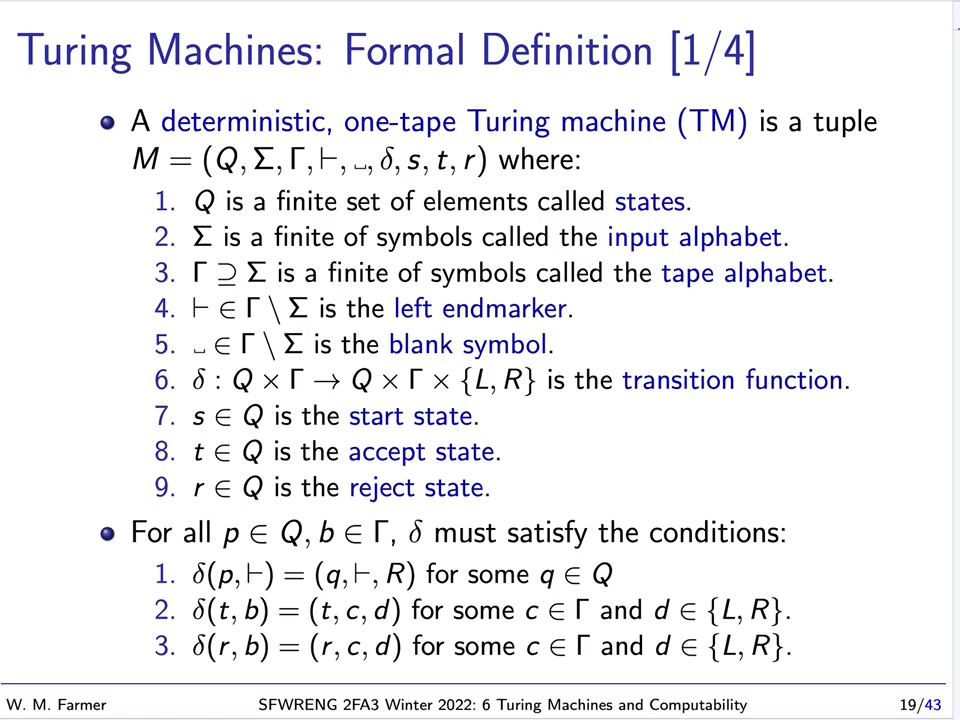 Turing Machines: Formal Definition [1/4]
A deterministic, one-tape Turing machine (TM) is a tuple
M = (Q, Σ, Γ, ⊢, ␣, δ, s, t, r) where:
1. Q is a finite set of elements called states.
2. Σ is a finite of symbols called the input alphabet.
3. Γ ⊇ Σ is a finite of symbols called the tape alphabet.
4. ⊢ ∈ Γ \ Σ is the left endmarker.
5. ␣ ∈ Γ \ Σ is the blank symbol.
6. δ : Q × Γ → Q × Γ × {L, R} is the transition function.
7. s ∈ Q is the start state.
8. t ∈ Q is the accept state.
9. r ∈ Q is the reject state.
For all p ∈ Q, b ∈ Γ, δ must satisfy the conditions:
1. δ(p, ⊢) = (q, ⊢, R) for some q ∈ Q
2. δ(t, b) = (t, c, d) for some c ∈ Γ and d ∈ {L, R}.
3. δ(r, b) = (r, c, d) for some c ∈ Γ and d ∈ {L, R}.
W. M. Farmer SFWRENG 2FA3 Winter 2022: 6 Turing Machines and Computability 19/43